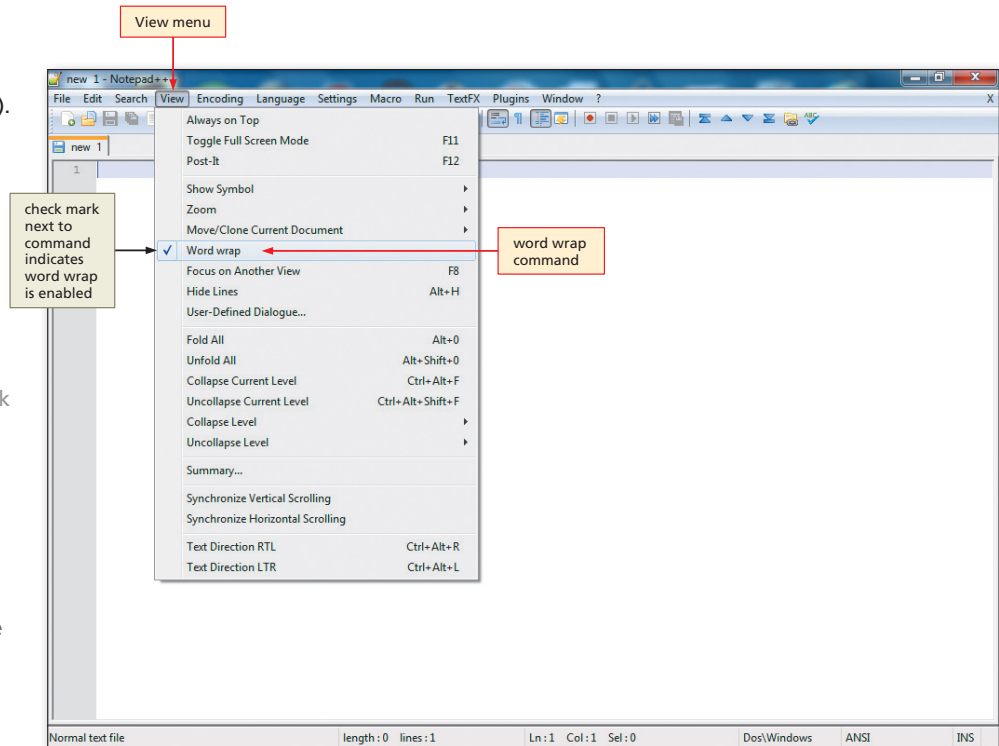 View menu
new 1 - Notepad++
File Edit Search View Encoding Language Settings Macro Run TextFX Plugins Window ? X
).
new 1
1
Always on Top
Toggle Full Screen Mode F11
Post-It F12
Show Symbol
Zoom
Move/Clone Current Document
Word wrap
Focus on Another View F8
Hide Lines Alt+H
User-Defined Dialogue...
Fold All Alt+0
Unfold All Alt+Shift+0
Collapse Current Level Ctrl+Alt+F
Uncollapse Current Level Ctrl+Alt+Shift+F
Collapse Level
Uncollapse Level
Summary...
Synchronize Vertical Scrolling
Synchronize Horizontal Scrolling
Text Direction RTL Ctrl+Alt+R
Text Direction LTR Ctrl+Alt+L
check mark
next to
command
indicates
word wrap
is enabled
word wrap
command
k
e
Normal text file length : 0 lines : 1 Ln : 1 Col : 1 Sel : 0 Dos\Windows ANSI INS